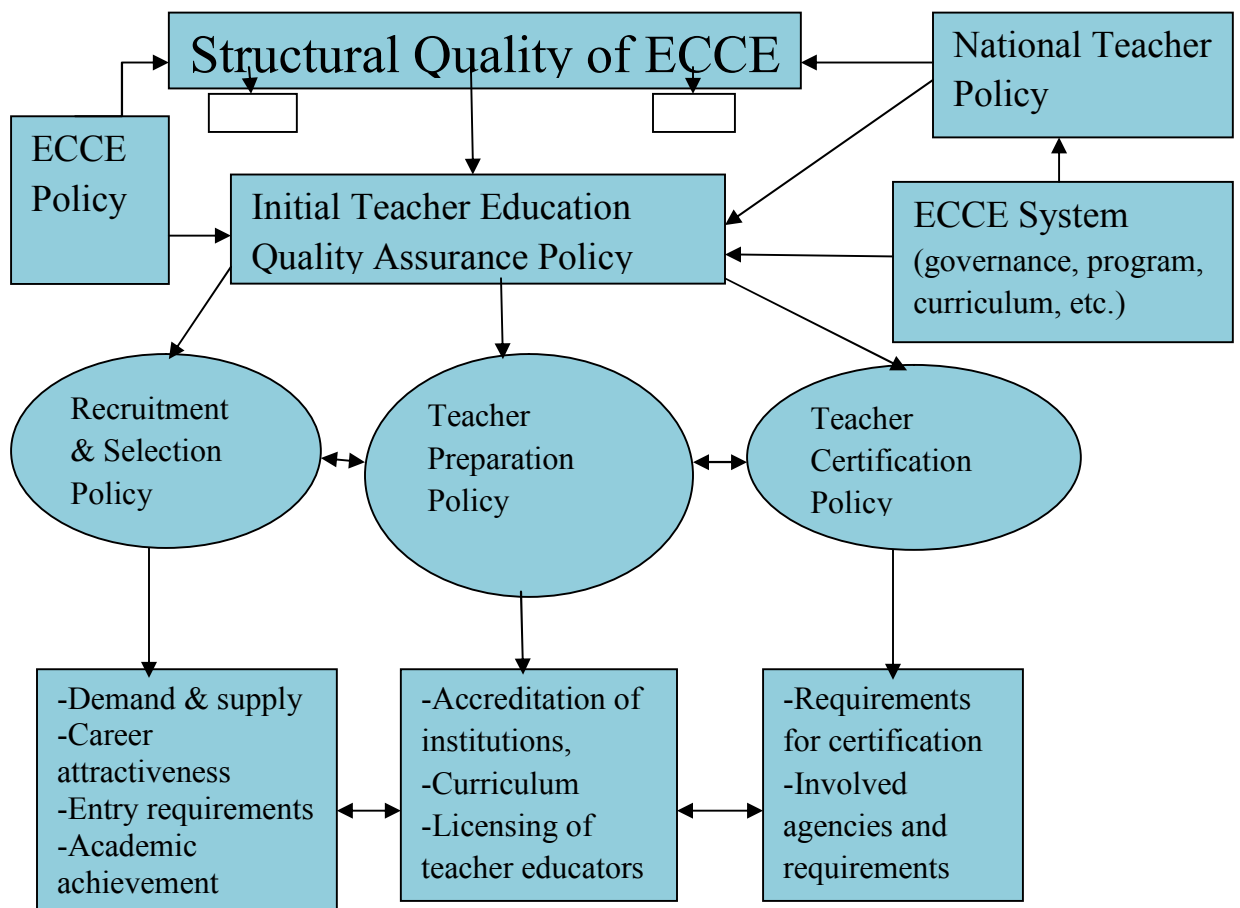 Structural Quality of ECCE
National Teacher
Policy
ECCE
Policy
Initial Teacher Education
Quality Assurance Policy
ECCE System
(governance, program,
curriculum, etc.)
Recruitment
& Selection
Policy
Teacher
Preparation
Policy
Teacher
Certification
Policy
-Demand & supply
-Career
attractiveness
-Entry requirements
-Academic
achievement
-Accreditation of
institutions,
-Curriculum
-Licensing of
teacher educators
-Requirements
for certification
-Involved
agencies and
requirements